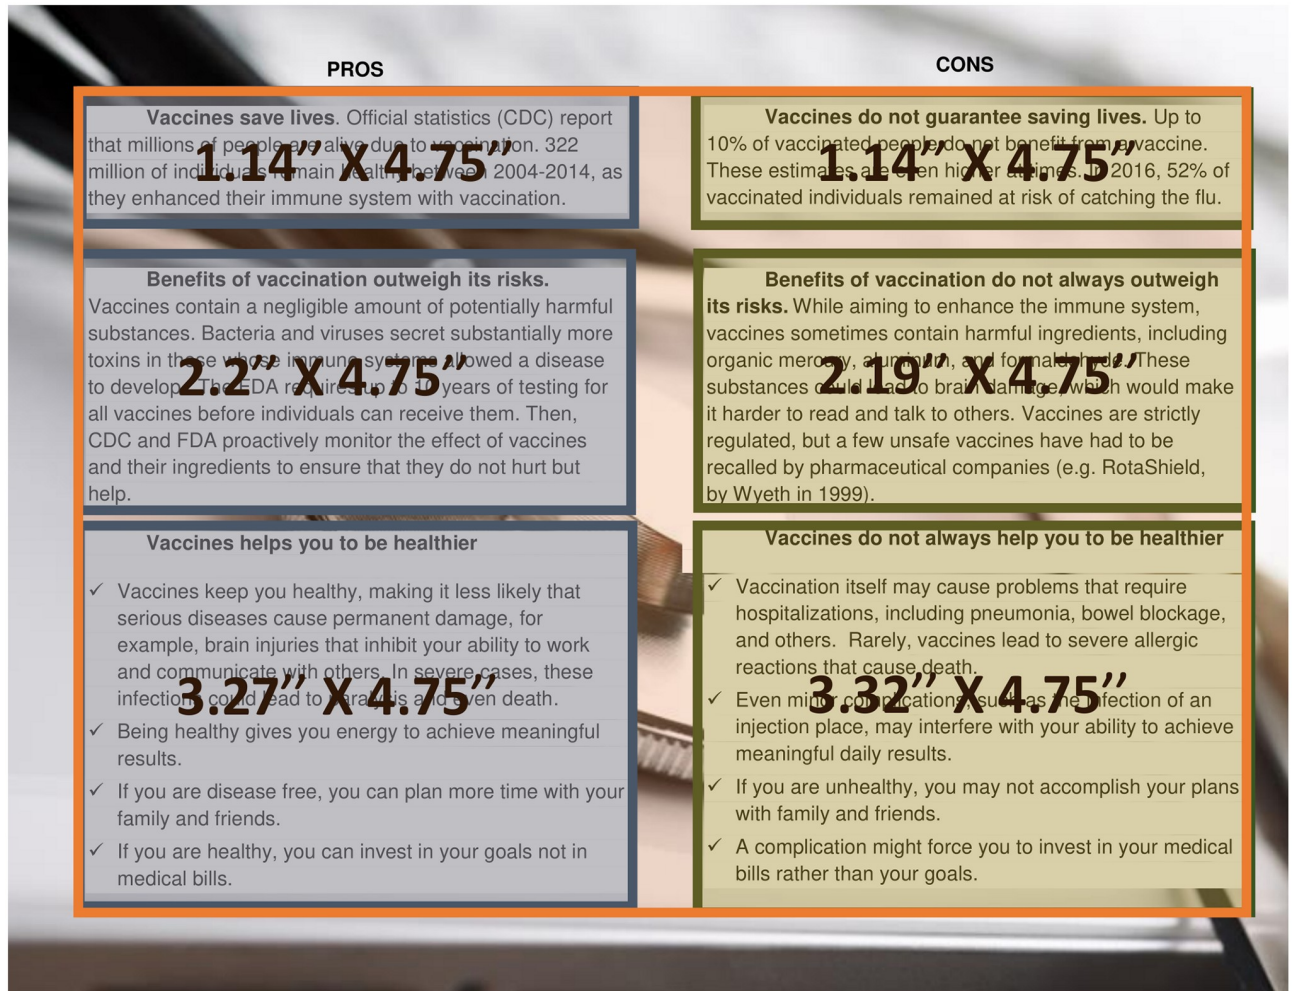 PROS
Vaccines save lives. Official statistics (CDC) report
that millions of people are alive due to vaccination. 322
million of individuals remain healthy between 2004-2014, as
they enhanced their immune system with vaccination.
1.14” X 4.75”
Benefits of vaccination outweigh its risks.
Vaccines contain a negligible amount of potentially harmful
substances. Bacteria and viruses secret substantially more
toxins in those whose immune systems allowed a disease
to develop. The FDA requires up to 10 years of testing for
all vaccines before individuals can receive them. Then,
CDC and FDA proactively monitor the effect of vaccines
and their ingredients to ensure that they do not hurt but
help.
2.2” X 4.75”
Vaccines helps you to be healthier
✓ Vaccines keep you healthy, making it less likely that
serious diseases cause permanent damage, for
example, brain injuries that inhibit your ability to work
and communicate with others. In severe cases, these
infections could lead to paralysis and even death.
✓ Being healthy gives you energy to achieve meaningful
results.
✓ If you are disease free, you can plan more time with your
family and friends.
✓ If you are healthy, you can invest in your goals not in
medical bills.
3.27” X 4.75”
CONS
Vaccines do not guarantee saving lives. Up to
10% of vaccinated people do not benefit from a vaccine.
These estimates are even higher at times. In 2016, 52% of
vaccinated individuals remained at risk of catching the flu.
1.14” X 4.75”
Benefits of vaccination do not always outweigh
its risks. While aiming to enhance the immune system,
vaccines sometimes contain harmful ingredients, including
organic mercury, aluminum, and formaldehyde. These
substances could lead to brain damage, which would make
it harder to read and talk to others. Vaccines are strictly
regulated, but a few unsafe vaccines have had to be
recalled by pharmaceutical companies (e.g. RotaShield,
by Wyeth in 1999).
2.19” X 4.75”
Vaccines do not always help you to be healthier
✓ Vaccination itself may cause problems that require
hospitalizations, including pneumonia, bowel blockage,
and others. Rarely, vaccines lead to severe allergic
reactions that cause death.
✓ Even minor complications, such as the infection of an
injection place, may interfere with your ability to achieve
meaningful daily results.
✓ If you are unhealthy, you may not accomplish your plans
with family and friends.
✓ A complication might force you to invest in your medical
bills rather than your goals.
3.32” X 4.75”